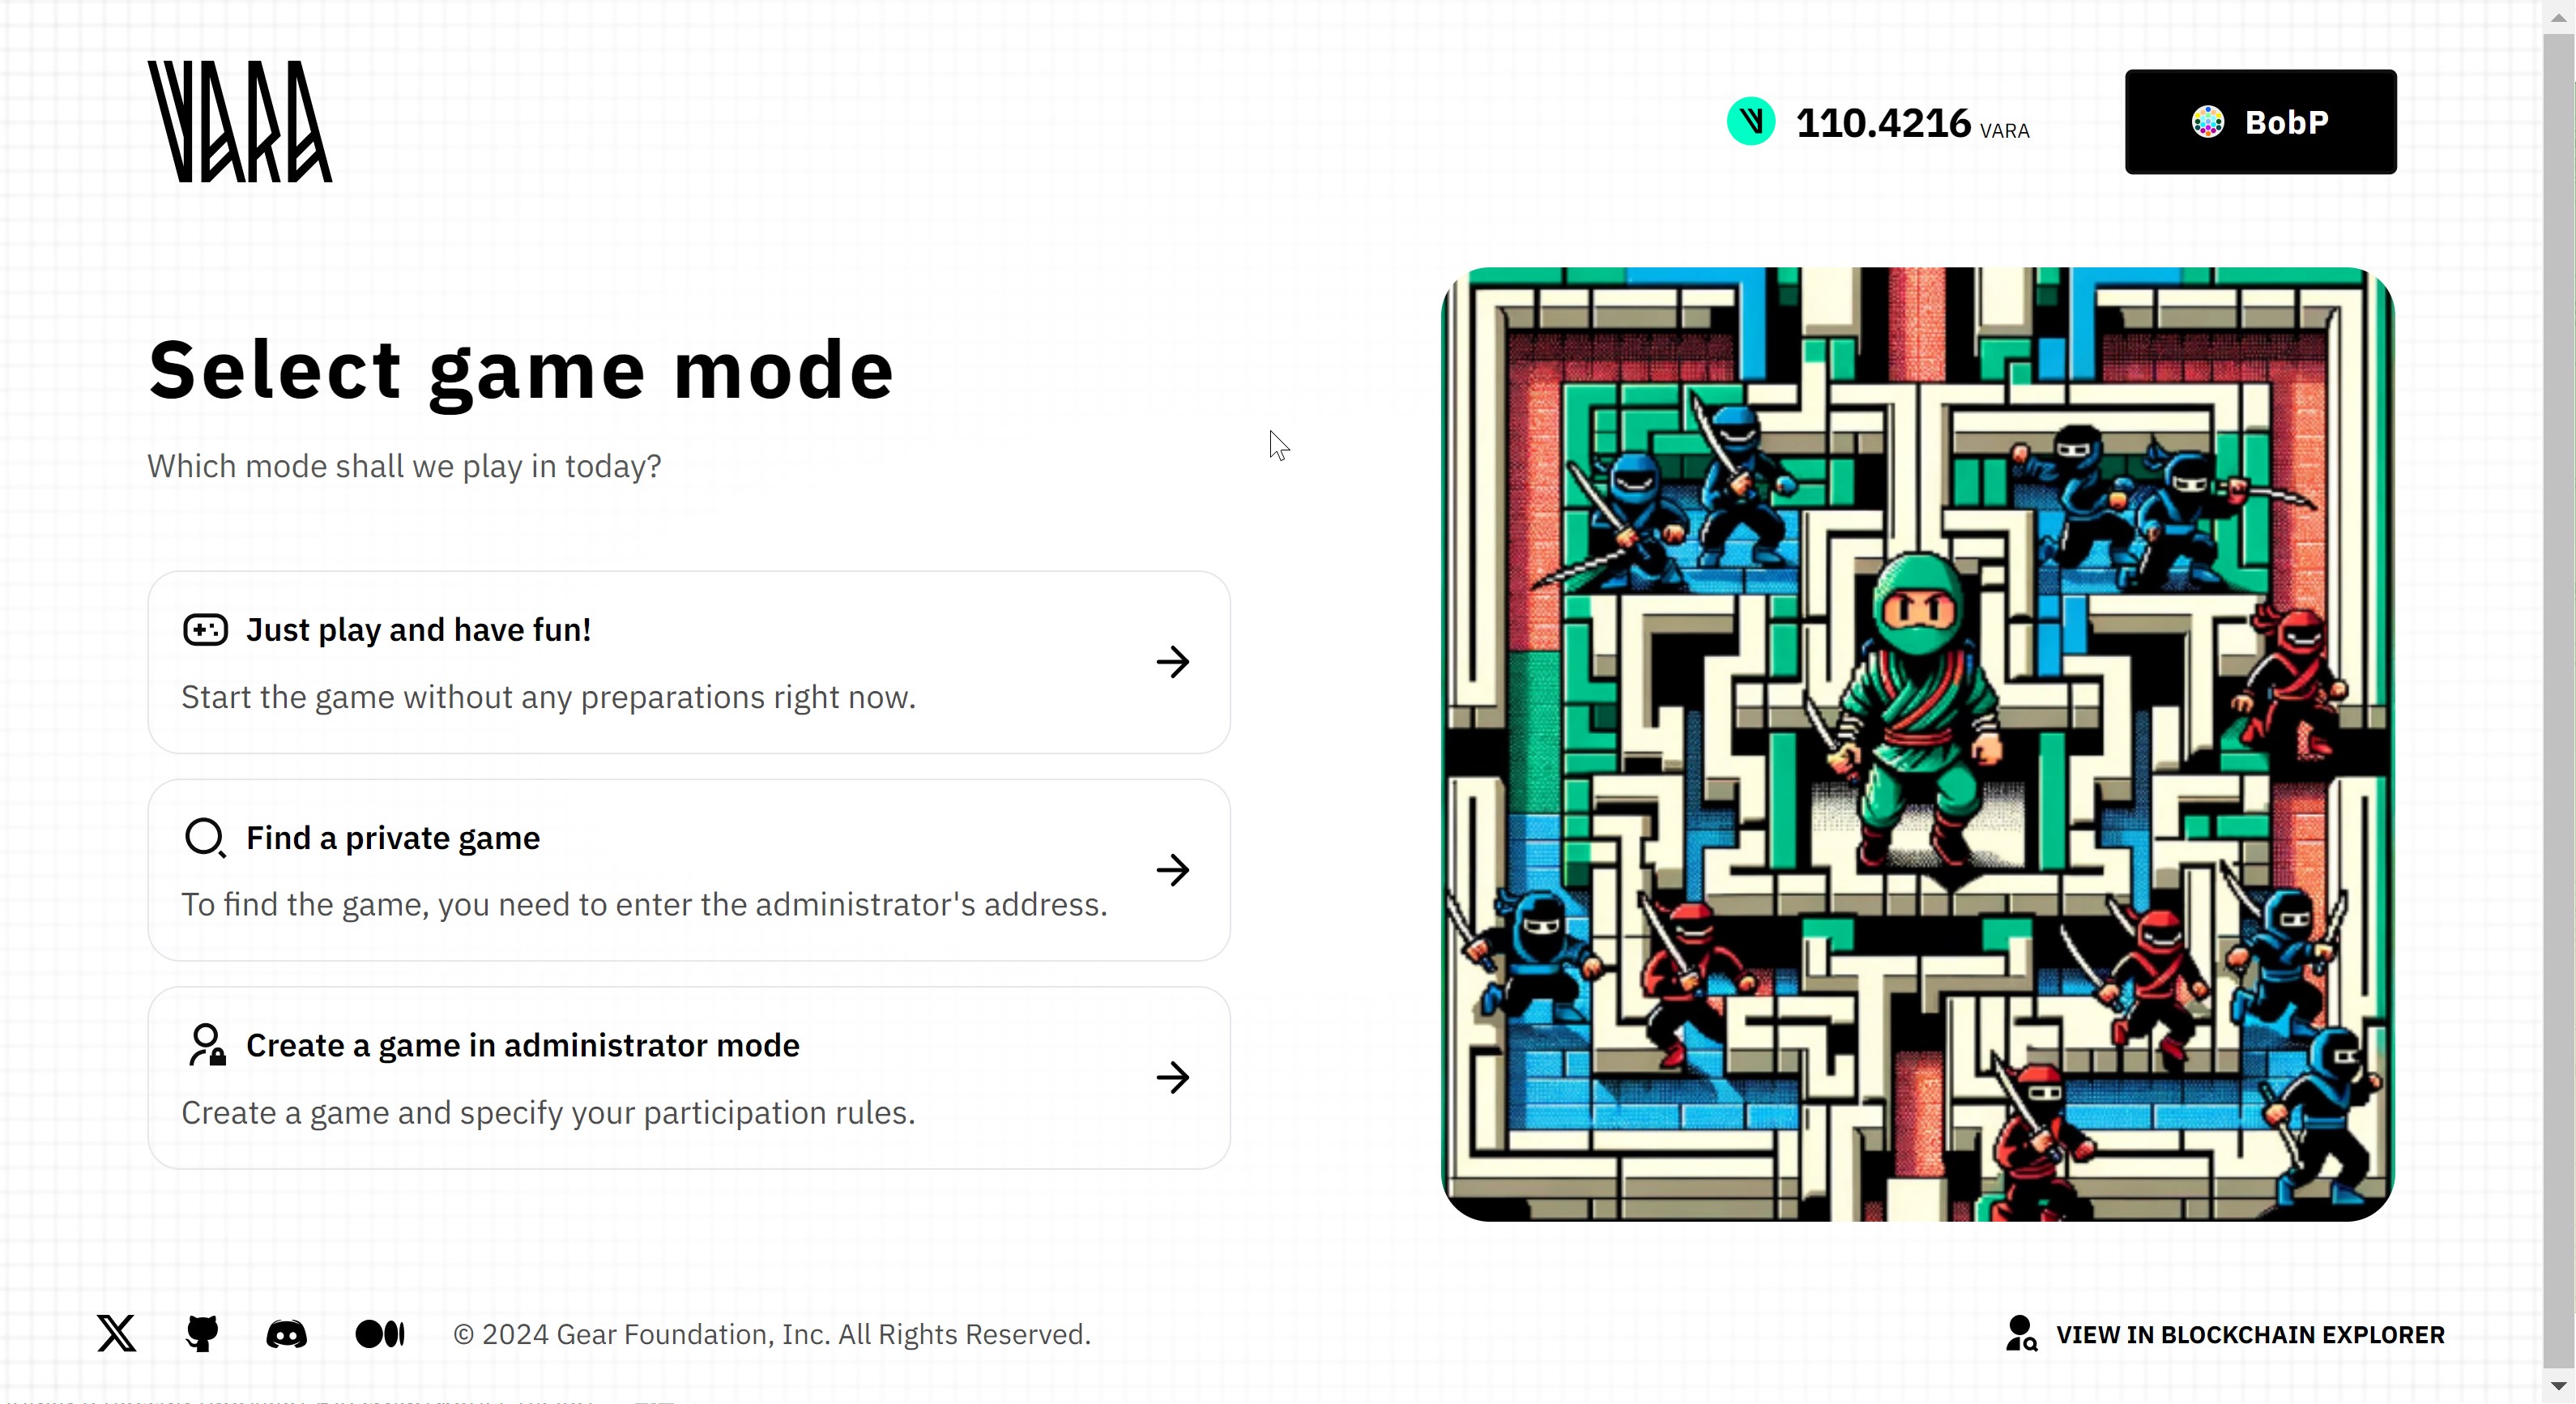 VARA
110.4216 VARA
BobP
Select game mode
Which mode shall we play in today?
Just play and have fun!
Start the game without any preparations right now.
Find a private game
To find the game, you need to enter the administrator's address.
Create a game in administrator mode
Create a game and specify your participation rules.
© 2024 Gear Foundation, Inc. All Rights Reserved.
VIEW IN BLOCKCHAIN EXPLORER